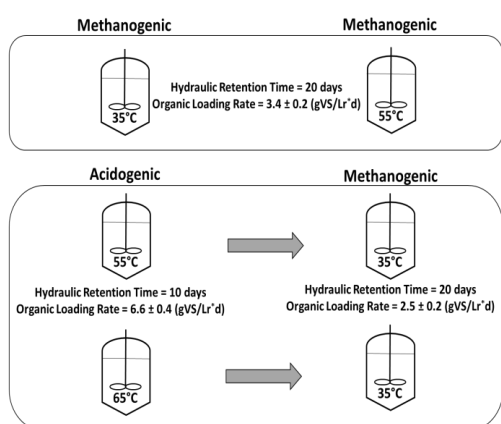 Methanogenic
Methanogenic
Hydraulic Retention Time = 20 days
Organic Loading Rate = 3.4 ± 0.2 (gVS/Lr*d)
35°C
55°C
Acidogenic
Methanogenic
55°C
35°C
Hydraulic Retention Time = 10 days
Organic Loading Rate = 6.6 ± 0.4 (gVS/Lr*d)
Hydraulic Retention Time = 20 days
Organic Loading Rate = 2.5 ± 0.2 (gVS/Lr*d)
65°C
35°C